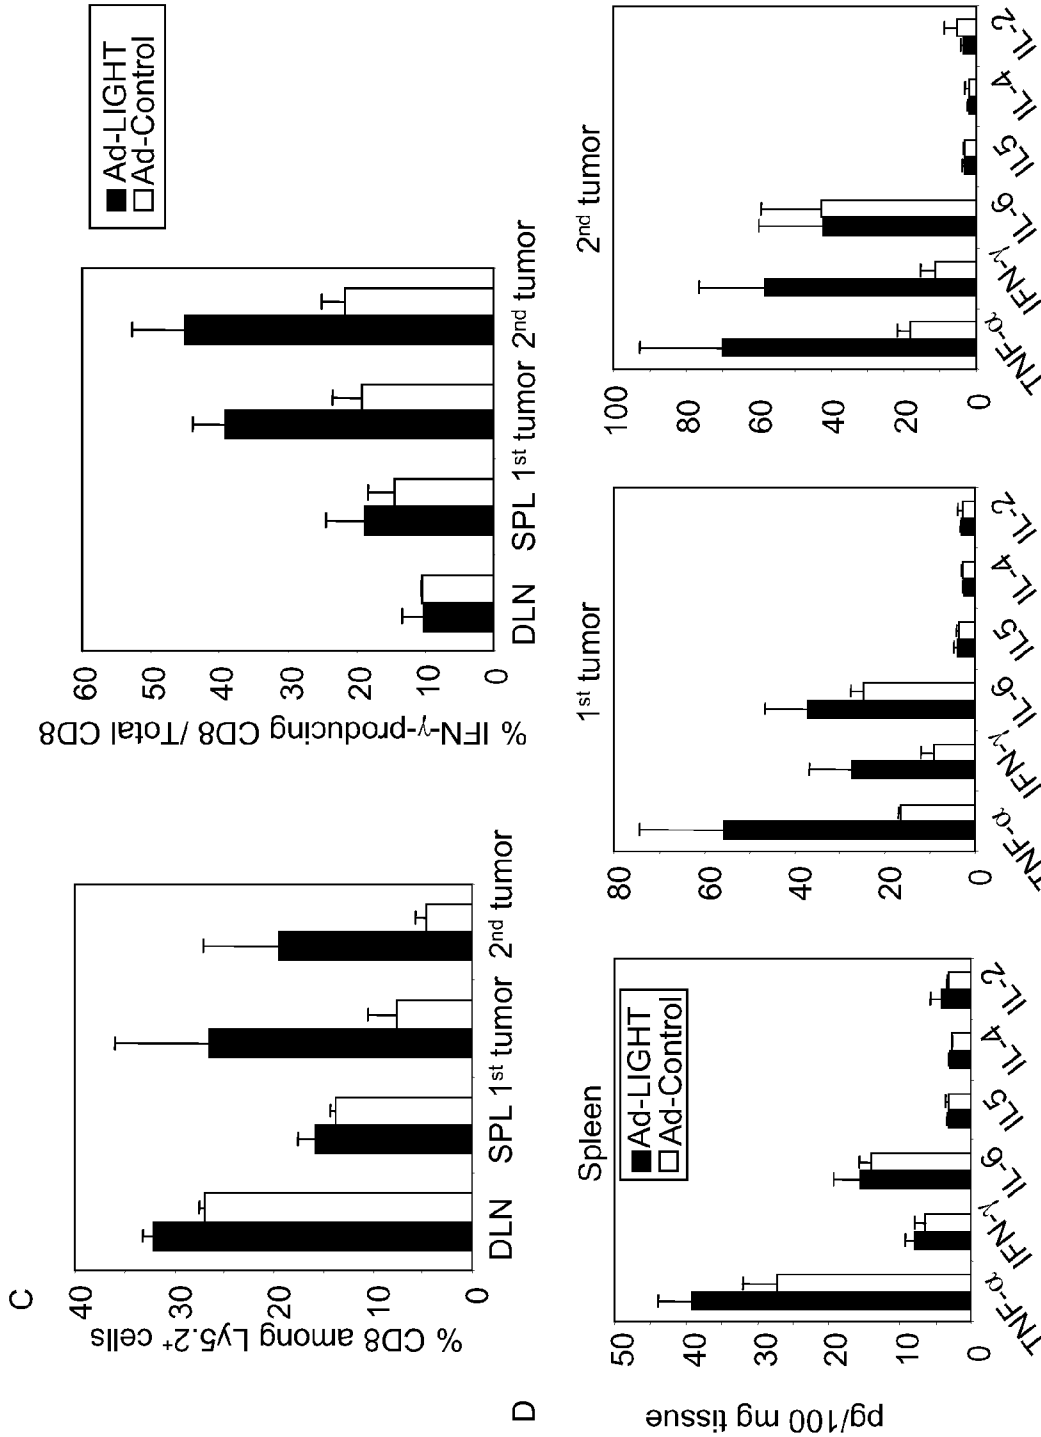 C
% CD8 among Ly5.2⁺ cells
40
30
20
10
0
DLN SPL 1st tumor 2nd tumor
% IFN-γ-producing CD8 /Total CD8
60
50
40
30
20
10
0
DLN SPL 1st tumor 2nd tumor
Ad-LIGHT
Ad-Control
D
pg/100 mg tissue
Spleen
50
40
30
20
10
0
Ad-LIGHT
Ad-Control
TNF-α IFN-γ IL-6 IL5 IL-4 IL-2
1st tumor
80
60
40
20
0
TNF-α IFN-γ IL-6 IL5 IL-4 IL-2
2nd tumor
100
80
60
40
20
0
TNF-α IFN-γ IL-6 IL5 IL-4 IL-2